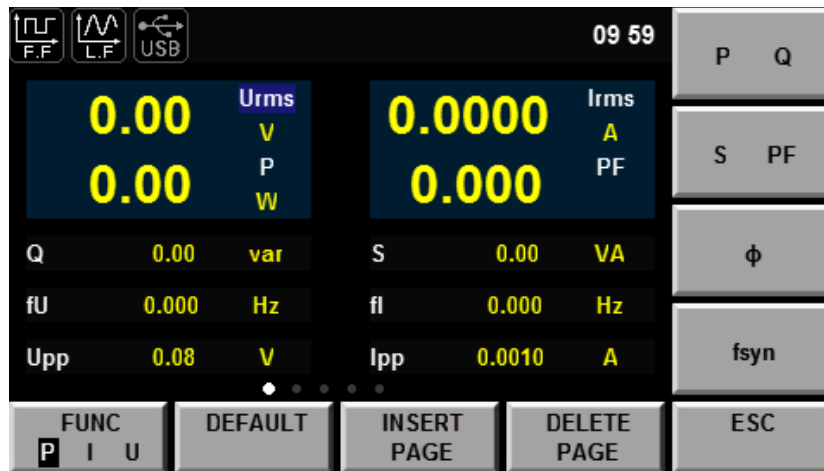 F.F L.F USB 09 59
P Q
0.00 Urms V 0.0000 Irms A
0.00 P W 0.000 PF
S PF
Q 0.00 var S 0.00 VA
ϕ
fU 0.000 Hz fI 0.000 Hz
Upp 0.08 V Ipp 0.0010 A
fsyn
FUNC
P I U
DEFAULT
INSERT
PAGE
DELETE
PAGE
ESC